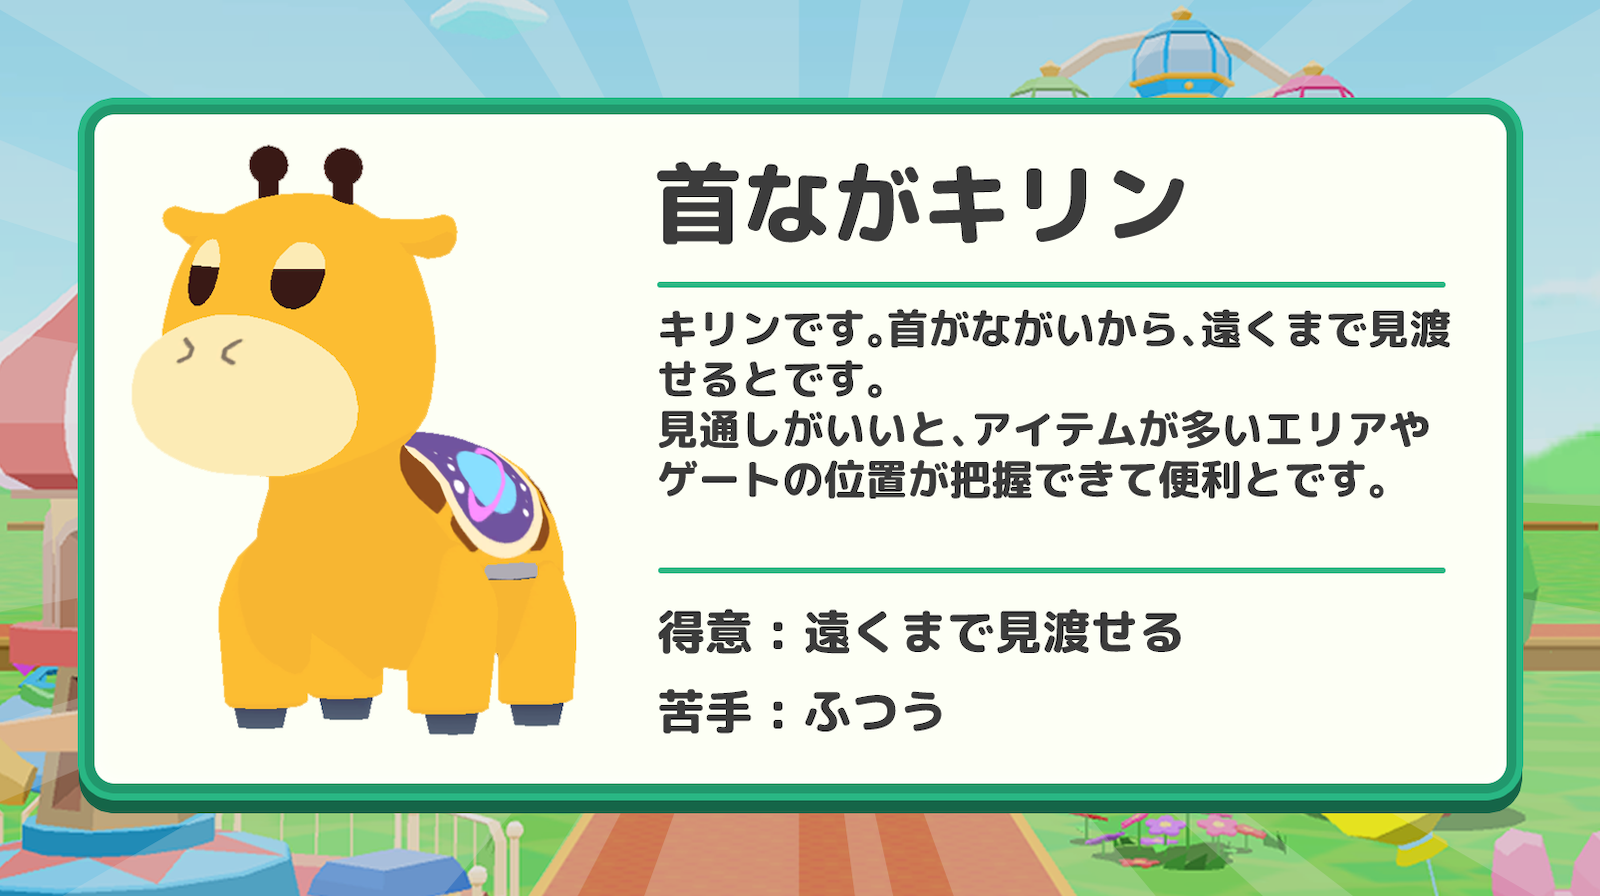 首ながキリン
キリンです。首がながいから、遠くまで見渡
せるとです。
見通しがいいと、アイテムが多いエリアや
ゲートの位置が把握できて便利とです。
得意：遠くまで見渡せる
苦手：ふつう